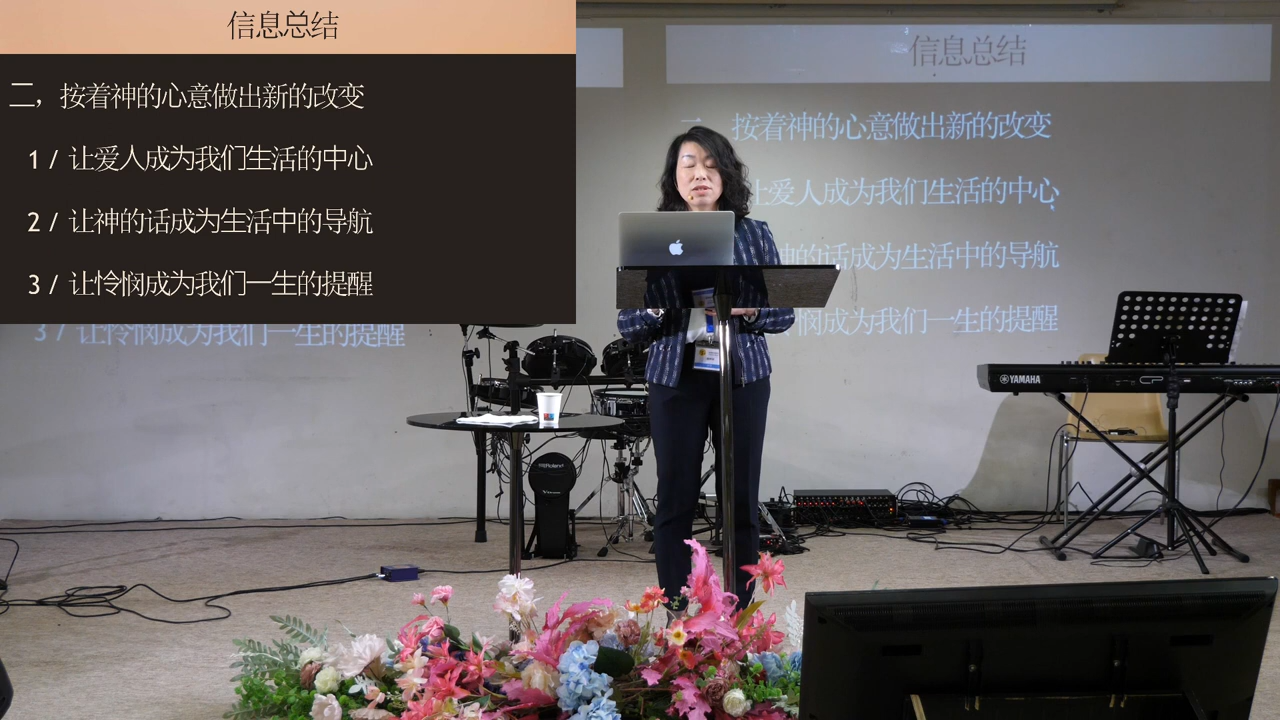 信息总结
二，按着神的心意做出新的改变
1 / 让爱人成为我们生活的中心
2 / 让神的话成为生活中的导航
3 / 让怜悯成为我们一生的提醒
3 / 让怜悯成为我们一生的提醒
信息总结
二，按着神的心意做出新的改变
让爱人成为我们生活的中心
神的话成为生活中的导航
悯成为我们一生的提醒
YAMAHA
Roland